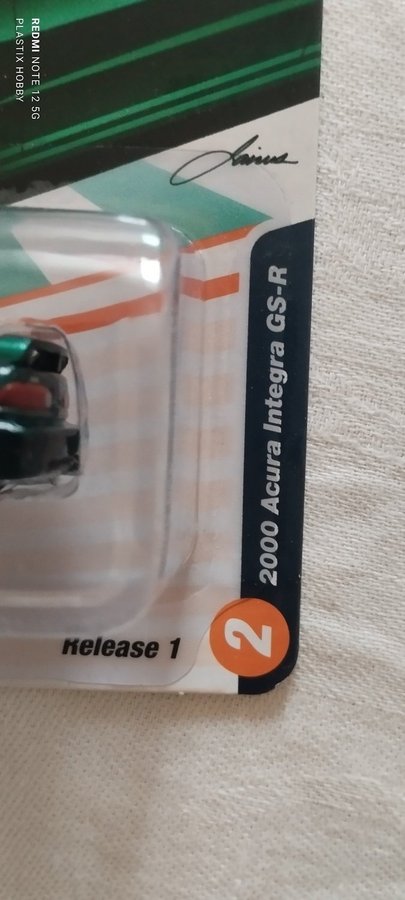 REDMI NOTE 12 5G
PLASTIX HOBBY
2000 Acura Integra GS-R
2
Release 1